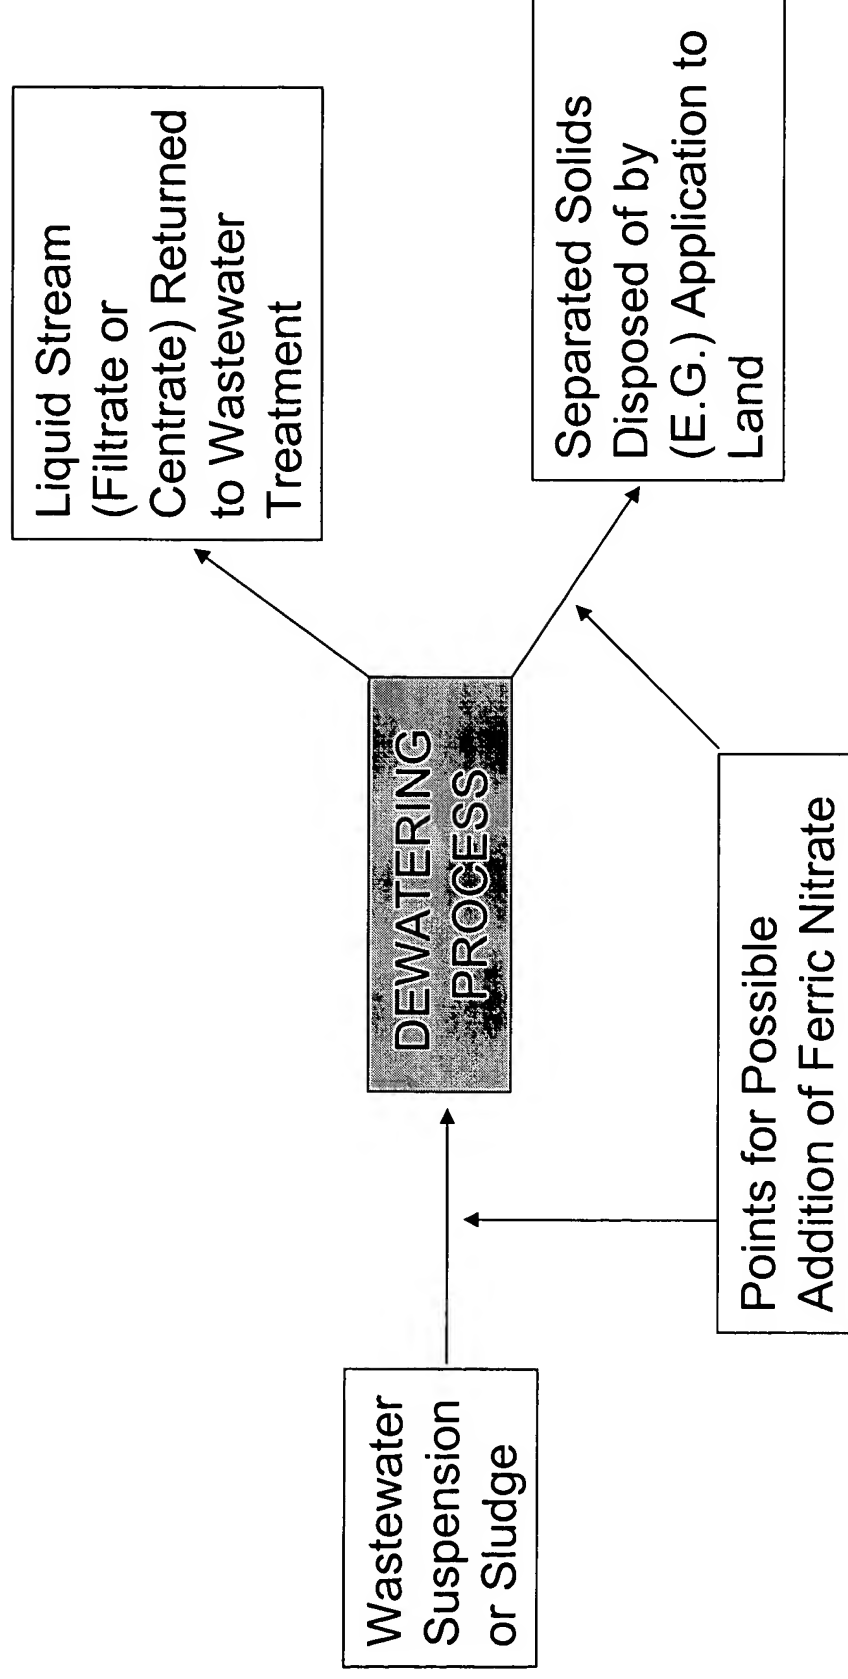 Wastewater
Suspension
or Sludge
DEWATERING
PROCESS
Liquid Stream
(Filtrate or
Centrate) Returned
to Wastewater
Treatment
Separated Solids
Disposed of by
(E.G.) Application to
Land
Points for Possible
Addition of Ferric Nitrate